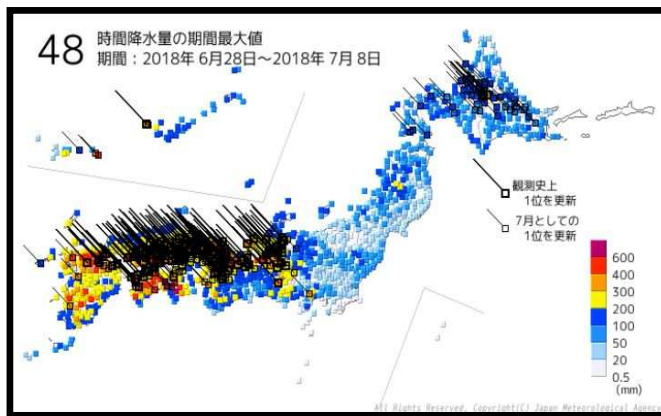 48 時間降水量の期間最大値
期間：2018年 6月28日～2018年 7月 8日
観測史上
1位を更新
7月としての
1位を更新
600
400
300
200
100
50
20
0.5
(mm)
All Rights Reserved, Copyright(C) Japan Meteorological Agency